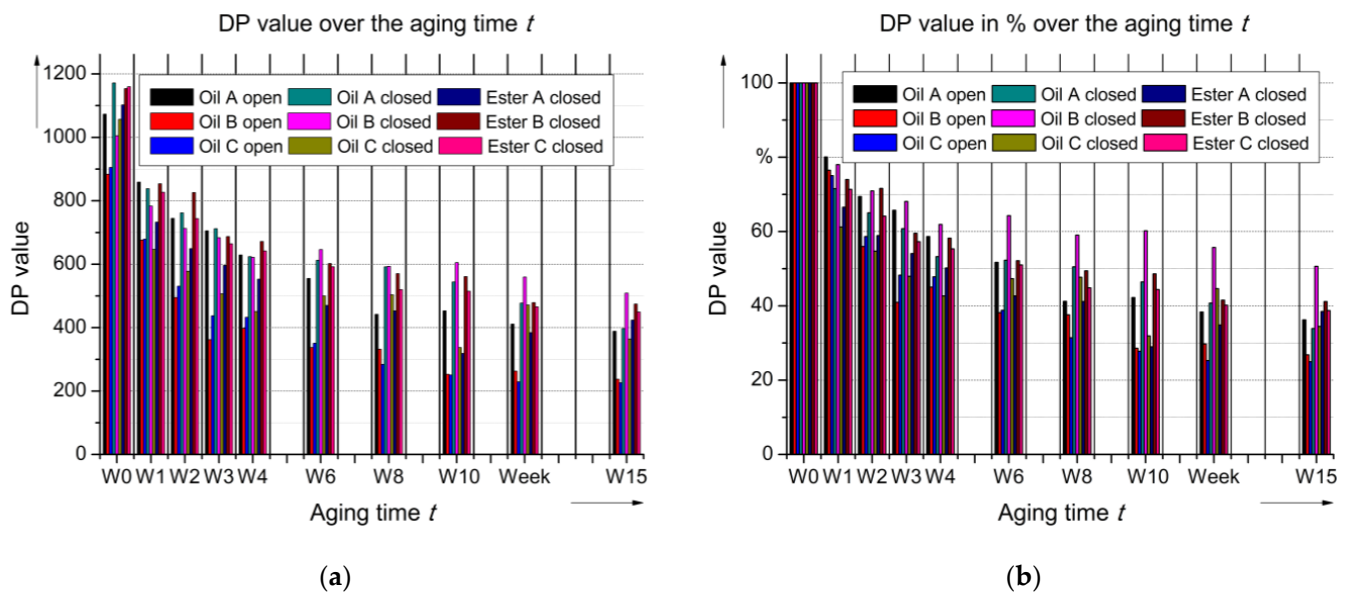 DP value over the aging time t
DP value
1200
1000
800
600
400
200
0
Oil A open Oil A closed Ester A closed
Oil B open Oil B closed Ester B closed
Oil C open Oil C closed Ester C closed
W0 W1 W2 W3 W4 W6 W8 W10 Week W15
Aging time t
(a)
DP value in % over the aging time t
DP value
100
%
60
40
20
0
Oil A open Oil A closed Ester A closed
Oil B open Oil B closed Ester B closed
Oil C open Oil C closed Ester C closed
W0 W1 W2 W3 W4 W6 W8 W10 Week W15
Aging time t
(b)